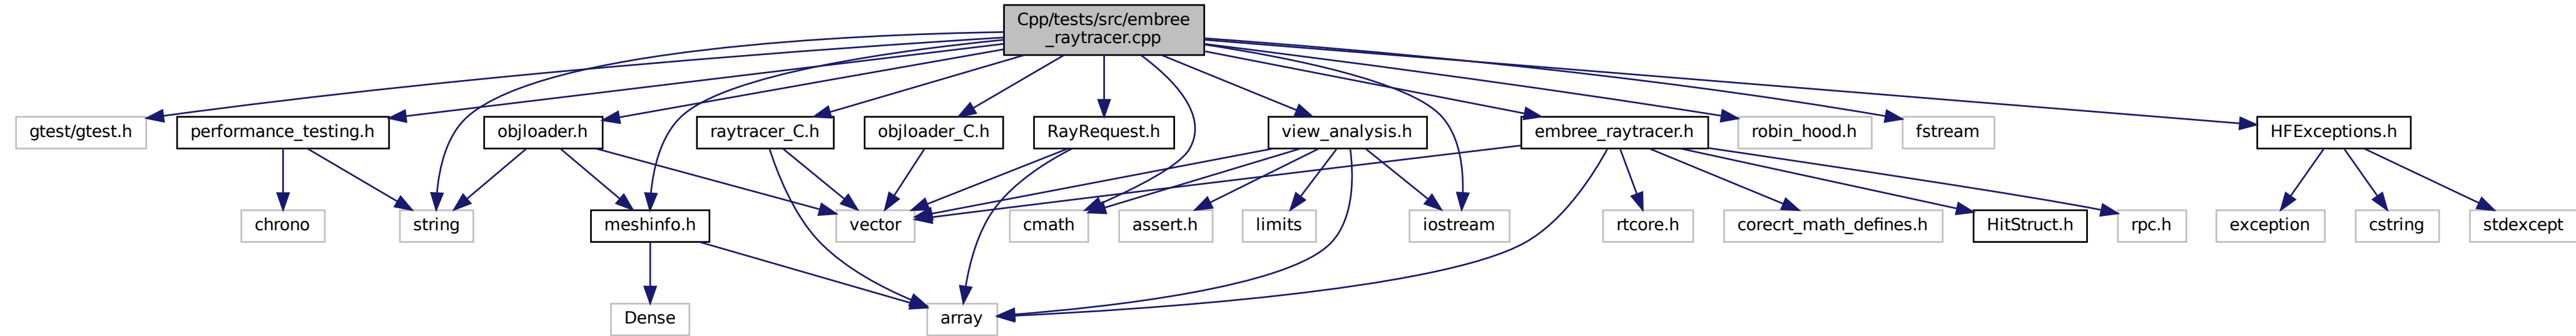 Cpp/tests/src/embree
_raytracer.cpp
gtest/gtest.h
performance_testing.h
objloader.h
raytracer_C.h
objloader_C.h
RayRequest.h
view_analysis.h
embree_raytracer.h
robin_hood.h
fstream
HFExceptions.h
chrono
string
meshinfo.h
vector
cmath
assert.h
limits
iostream
rtcore.h
corecrt_math_defines.h
HitStruct.h
rpc.h
exception
cstring
stdexcept
Dense
array